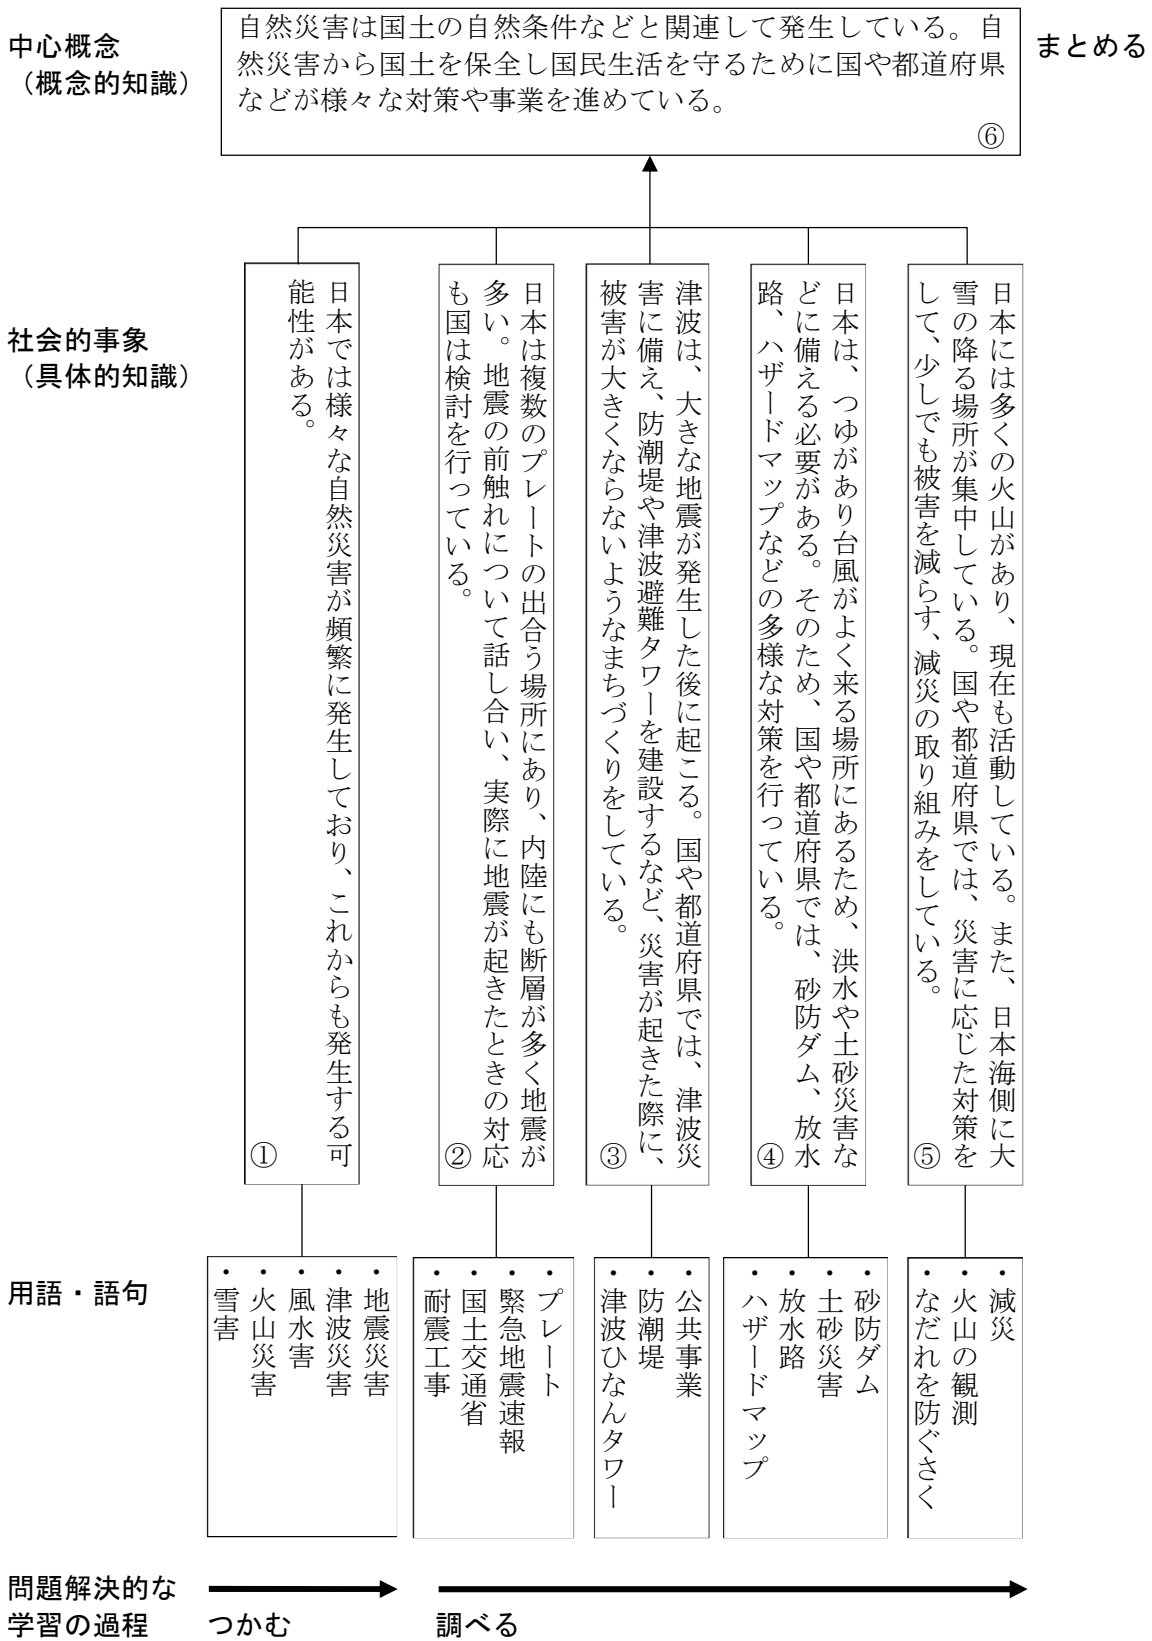 中心概念
（概念的知識）
自然災害は国土の自然条件などと関連して発生している。自
然災害から国土を保全し国民生活を守るために国や都道府県
などが様々な対策や事業を進めている。
⑥
まとめる
社会的事象
（具体的知識）
日本では様々な自然災害が頻繁に発生しており、これからも発生する可
能性がある。
①
日本は複数のプレートの出合う場所にあり、内陸にも断層が多く地震が
多い。地震の前触れについて話し合い、実際に地震が起きたときの対応
も国は検討を行っている。
②
津波は、大きな地震が発生した後に起こる。国や都道府県では、津波災
害に備え、防潮堤や津波避難タワーを建設するなど、災害が起きた際に、
被害が大きくならないようなまちづくりをしている。
③
日本は、つゆがあり台風がよく来る場所にあるため、洪水や土砂災害な
どに備える必要がある。そのため、国や都道府県では、砂防ダム、放水
路、ハザードマップなどの多様な対策を行っている。
④
日本には多くの火山があり、現在も活動している。また、日本海側に大
雪の降る場所が集中している。国や都道府県では、災害に応じた対策を
して、少しでも被害を減らす、減災の取り組みをしている。
⑤
用語・語句
・地震災害
・津波災害
・風水害
・火山災害
・雪害
・プレート
・緊急地震速報
・国土交通省
・耐震工事
・公共事業
・防潮堤
・津波ひなんタワー
・砂防ダム
・土砂災害
・放水路
・ハザードマップ
・減災
・火山の観測
・なだれを防ぐさく
問題解決的な
学習の過程
つかむ
調べる